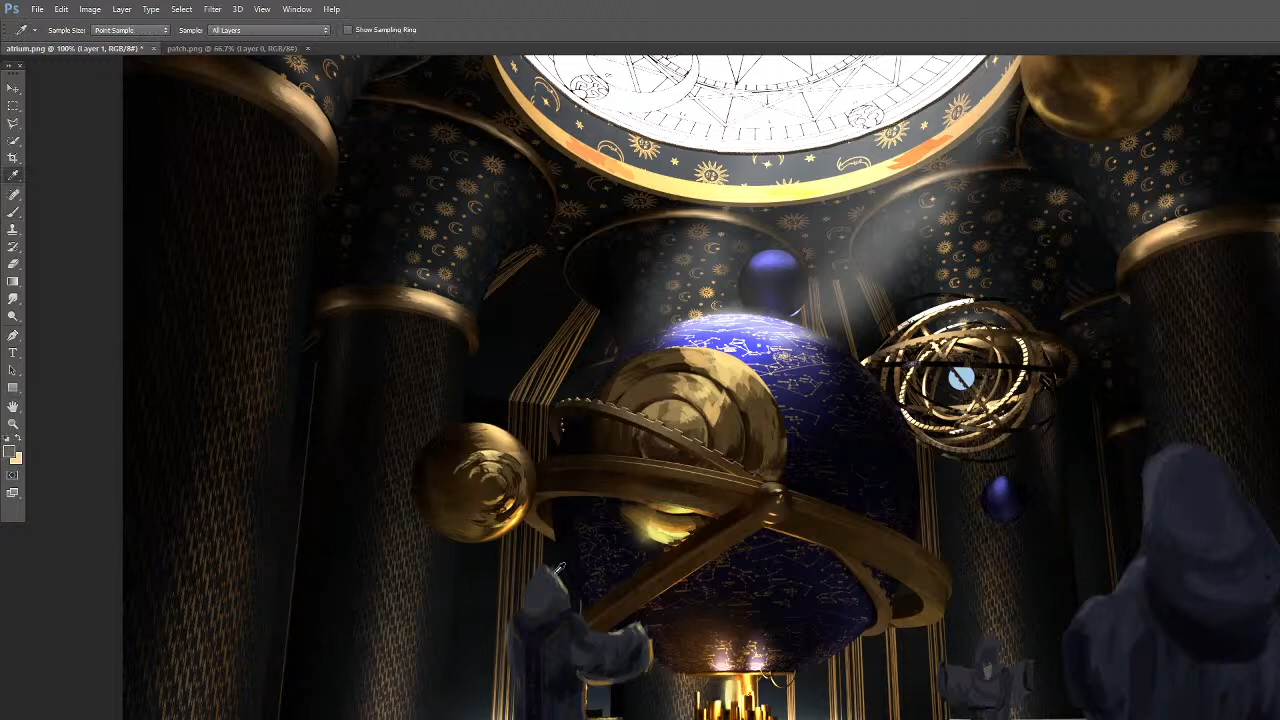 Ps File Edit Image Layer Type Select Filter 3D View Window Help
Sample Size: Point Sample Sample: All Layers Show Sampling Ring
atrium.png @ 100% (Layer 1, RGB/8#) * × patch.png @ 66.7% (Layer 0, RGB/8#) ×
T